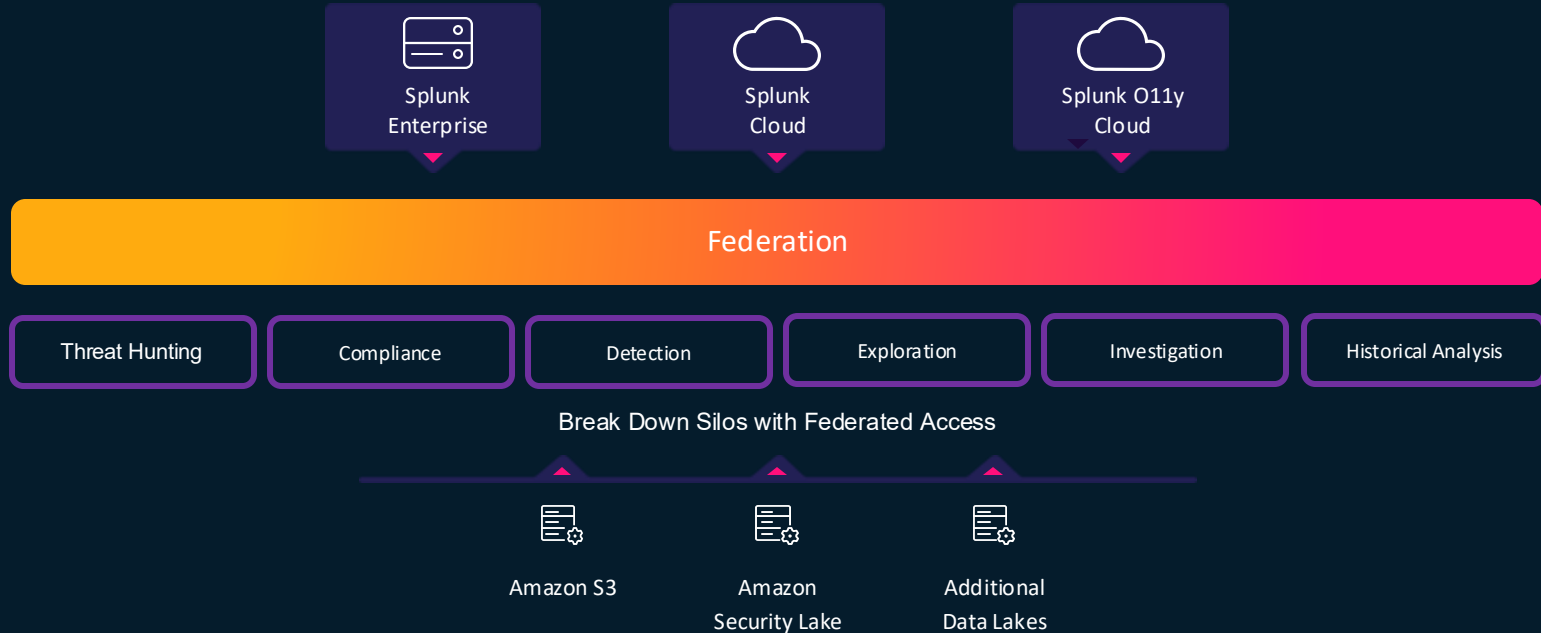 Splunk
Enterprise
Splunk
Cloud
Splunk O11y
Cloud
Federation
Threat Hunting
Compliance
Detection
Exploration
Investigation
Historical Analysis
Break Down Silos with Federated Access
Amazon S3
Amazon
Security Lake
Additional
Data Lakes